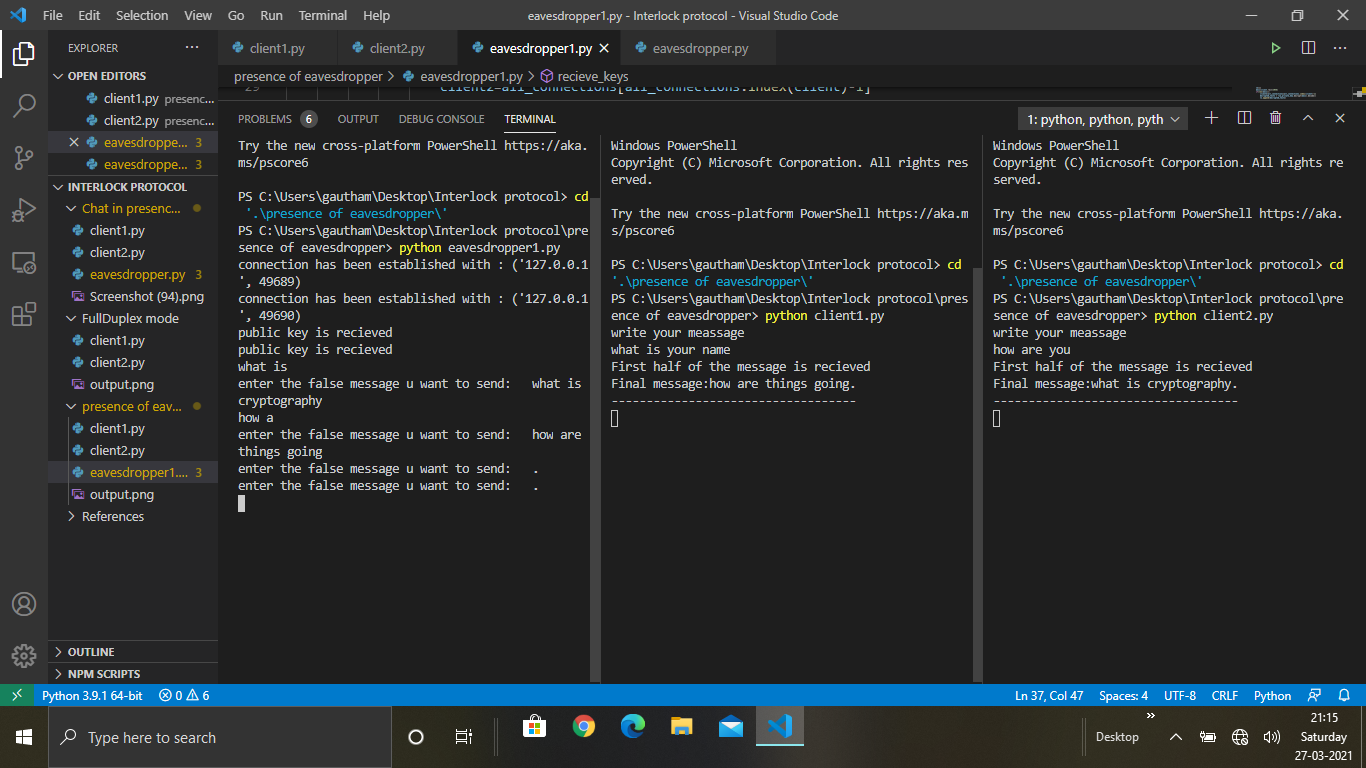 File Edit Selection View Go Run Terminal Help eavesdropper1.py - Interlock protocol - Visual Studio Code
EXPLORER ...
OPEN EDITORS
client1.py presenc...
client2.py presenc...
eavesdroppe... 3
eavesdroppe... 3
INTERLOCK PROTOCOL
Chat in presenc...
client1.py
client2.py
eavesdropper.py 3
Screenshot (94).png
FullDuplex mode
client1.py
client2.py
output.png
presence of eav...
client1.py
client2.py
eavesdropper1.... 3
output.png
References
OUTLINE
NPM SCRIPTS
client1.py client2.py eavesdropper1.py eavesdropper.py
presence of eavesdropper > eavesdropper1.py > recieve_keys
29 client2=all_connections[all_connections.index(client)-1]
PROBLEMS 6 OUTPUT DEBUG CONSOLE TERMINAL 1: python, python, pyth
Try the new cross-platform PowerShell https://aka.
ms/pscore6
PS C:\Users\gautham\Desktop\Interlock protocol> cd
'.\presence of eavesdropper\'
PS C:\Users\gautham\Desktop\Interlock protocol\pre
sence of eavesdropper> python eavesdropper1.py
connection has been established with : ('127.0.0.1
', 49689)
connection has been established with : ('127.0.0.1
', 49690)
public key is recieved
public key is recieved
what is
enter the false message u want to send: what is
cryptography
how a
enter the false message u want to send: how are
things going
enter the false message u want to send: .
enter the false message u want to send: .
Windows PowerShell
Copyright (C) Microsoft Corporation. All rights res
erved.
Try the new cross-platform PowerShell https://aka.m
s/pscore6
PS C:\Users\gautham\Desktop\Interlock protocol> cd
'.\presence of eavesdropper\'
PS C:\Users\gautham\Desktop\Interlock protocol\pres
ence of eavesdropper> python client1.py
write your meassage
what is your name
First half of the message is recieved
Final message:how are things going.
-----------------------------------
Windows PowerShell
Copyright (C) Microsoft Corporation. All rights re
served.
Try the new cross-platform PowerShell https://aka.
ms/pscore6
PS C:\Users\gautham\Desktop\Interlock protocol> cd
'.\presence of eavesdropper\'
PS C:\Users\gautham\Desktop\Interlock protocol\pre
sence of eavesdropper> python client2.py
write your meassage
how are you
First half of the message is recieved
Final message:what is cryptography.
-----------------------------------
Python 3.9.1 64-bit 0 6 Ln 37, Col 47 Spaces: 4 UTF-8 CRLF Python
Type here to search
Desktop
21:15
Saturday
27-03-2021